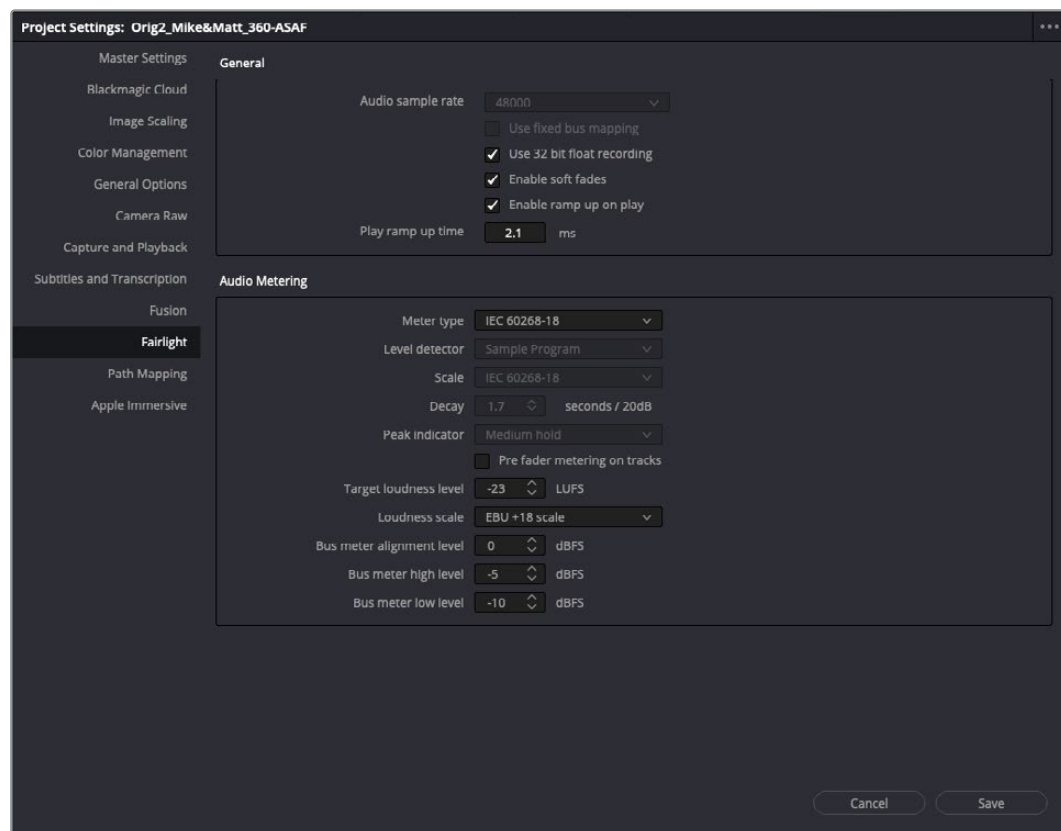 Project Settings: Orig2_Mike&Matt_360-ASAF
Master Settings
Blackmagic Cloud
Image Scaling
Color Management
General Options
Camera Raw
Capture and Playback
Subtitles and Transcription
Fusion
Fairlight
Path Mapping
Apple Immersive
General
Audio sample rate 48000
Use fixed bus mapping
Use 32 bit float recording
Enable soft fades
Enable ramp up on play
Play ramp up time 2.1 ms
Audio Metering
Meter type IEC 60268-18
Level detector Sample Program
Scale IEC 60268-18
Decay 1.7 seconds / 20dB
Peak indicator Medium hold
Pre fader metering on tracks
Target loudness level -23 LUFS
Loudness scale EBU +18 scale
Bus meter alignment level 0 dBFS
Bus meter high level -5 dBFS
Bus meter low level -10 dBFS
Cancel Save